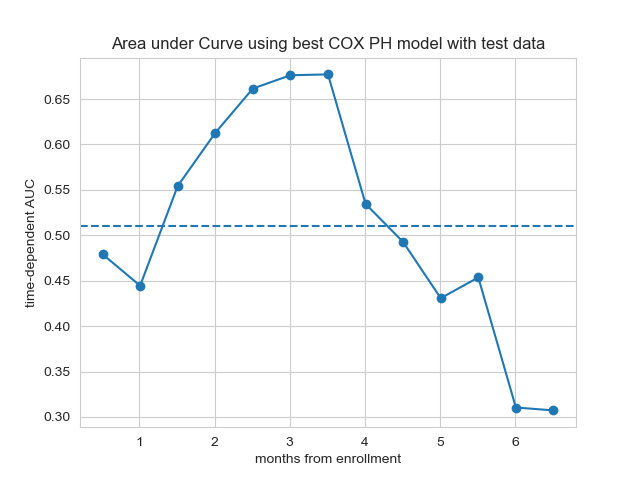 Area under Curve using best COX PH model with test data
time-dependent AUC
0.65
0.60
0.55
0.50
0.45
0.40
0.35
0.30
1 2 3 4 5 6
months from enrollment